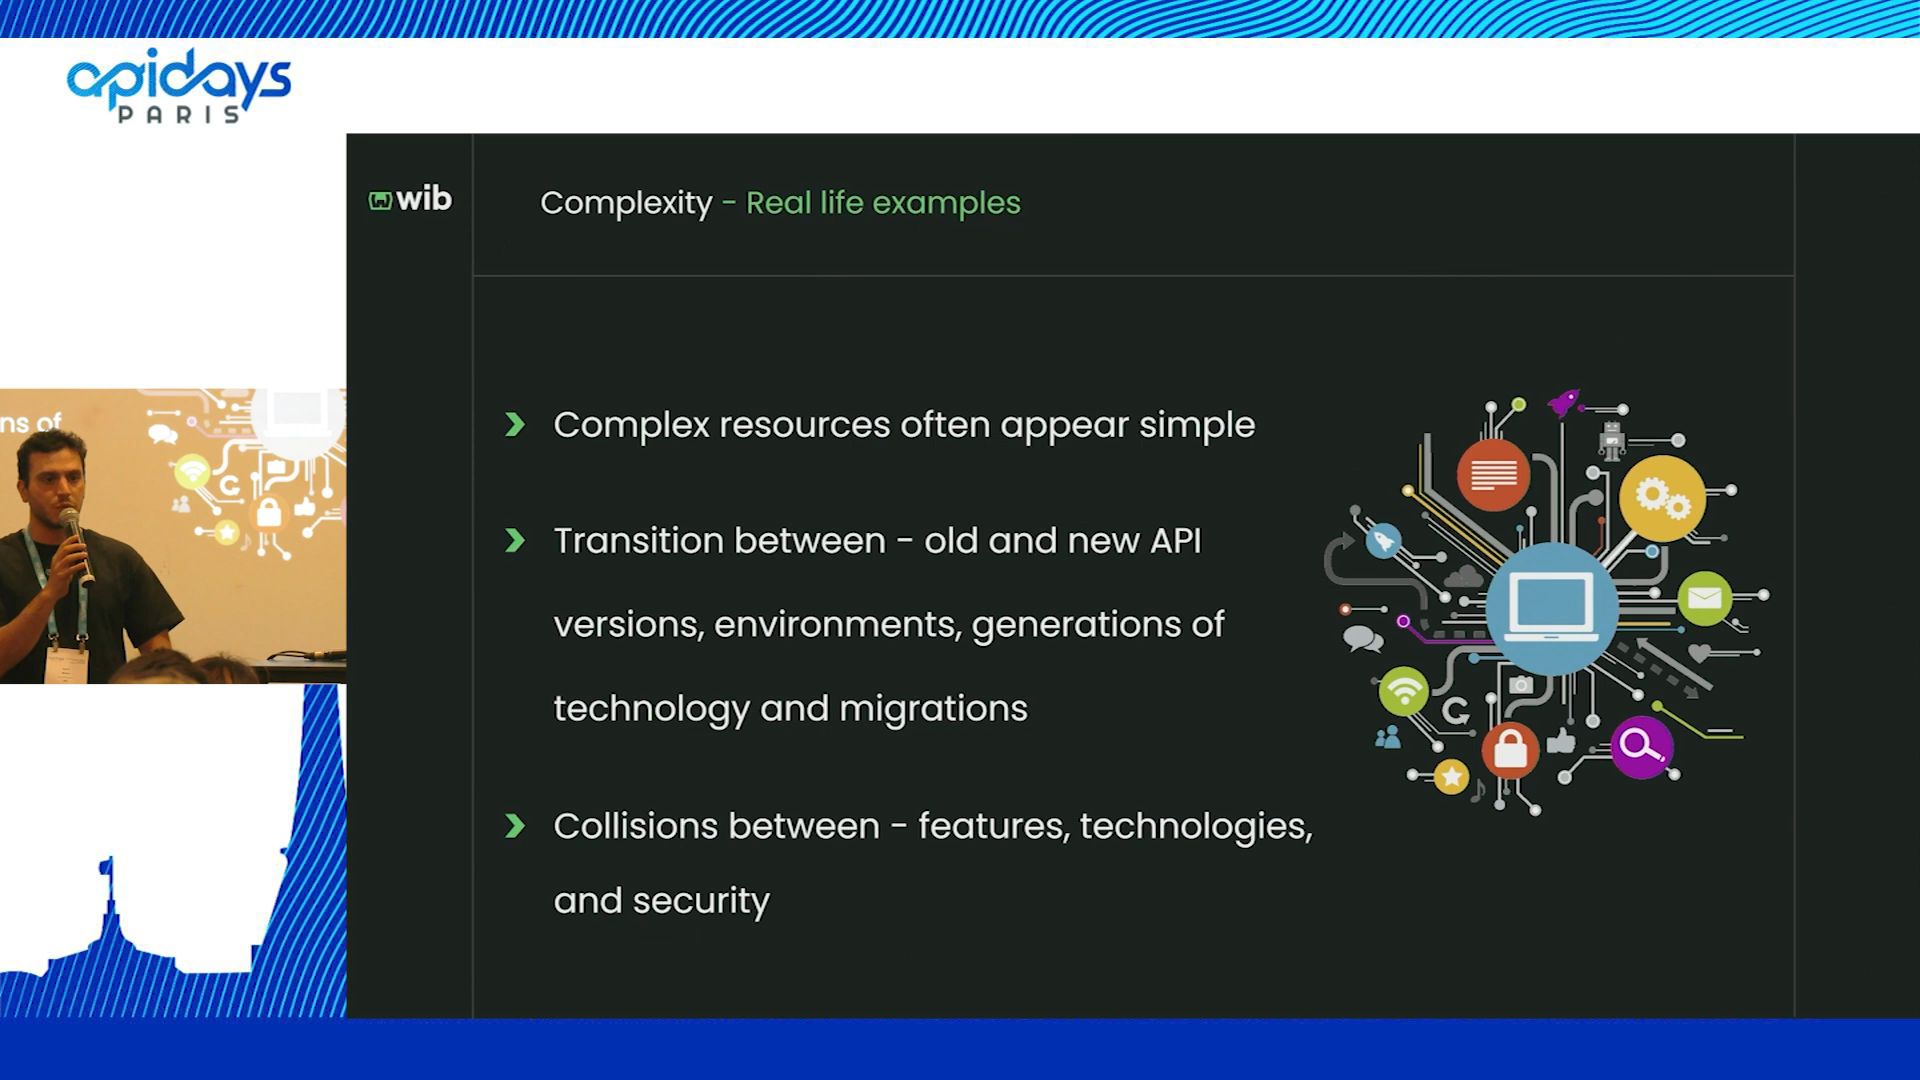 apidays
PARIS
wib
Complexity - Real life examples
Complex resources often appear simple
Transition between - old and new API
versions, environments, generations of
technology and migrations
Collisions between - features, technologies,
and security
ns of